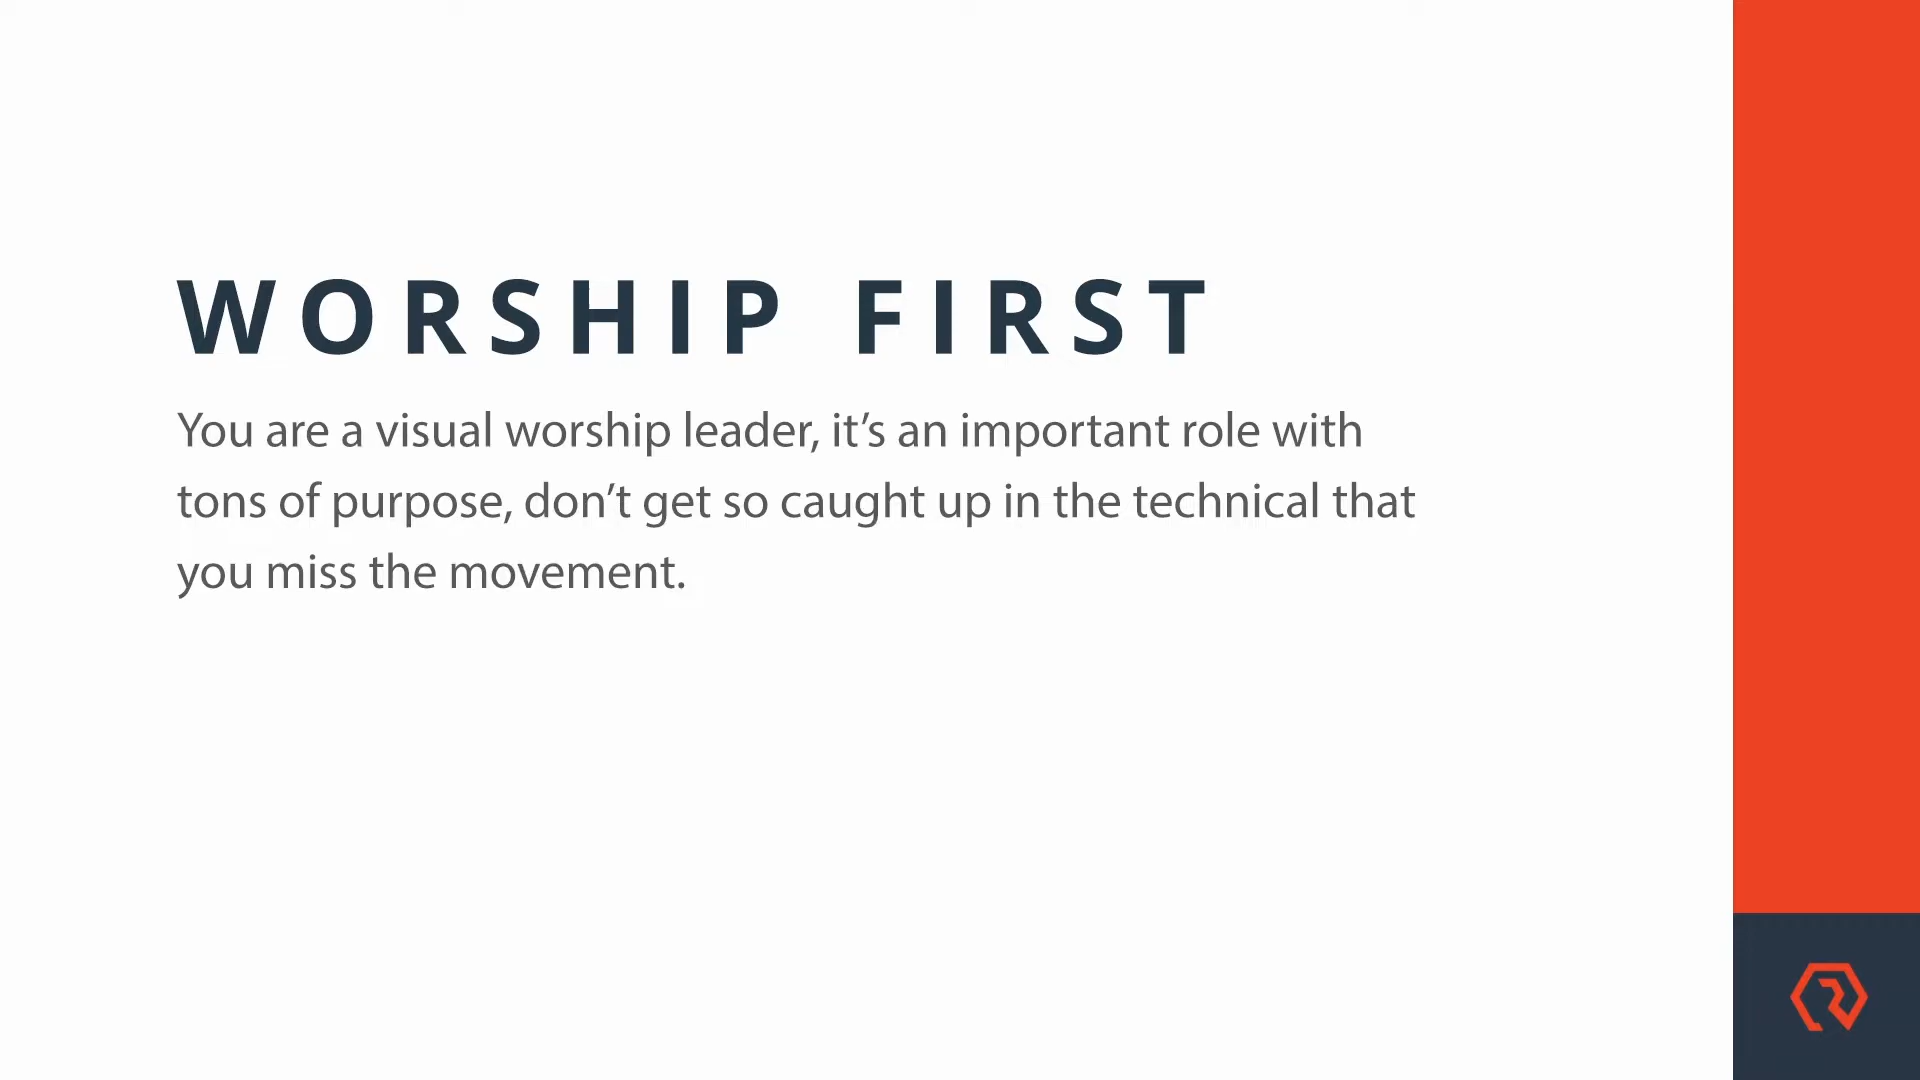 WORSHIP FIRST
You are a visual worship leader, it’s an important role with
tons of purpose, don’t get so caught up in the technical that
you miss the movement.